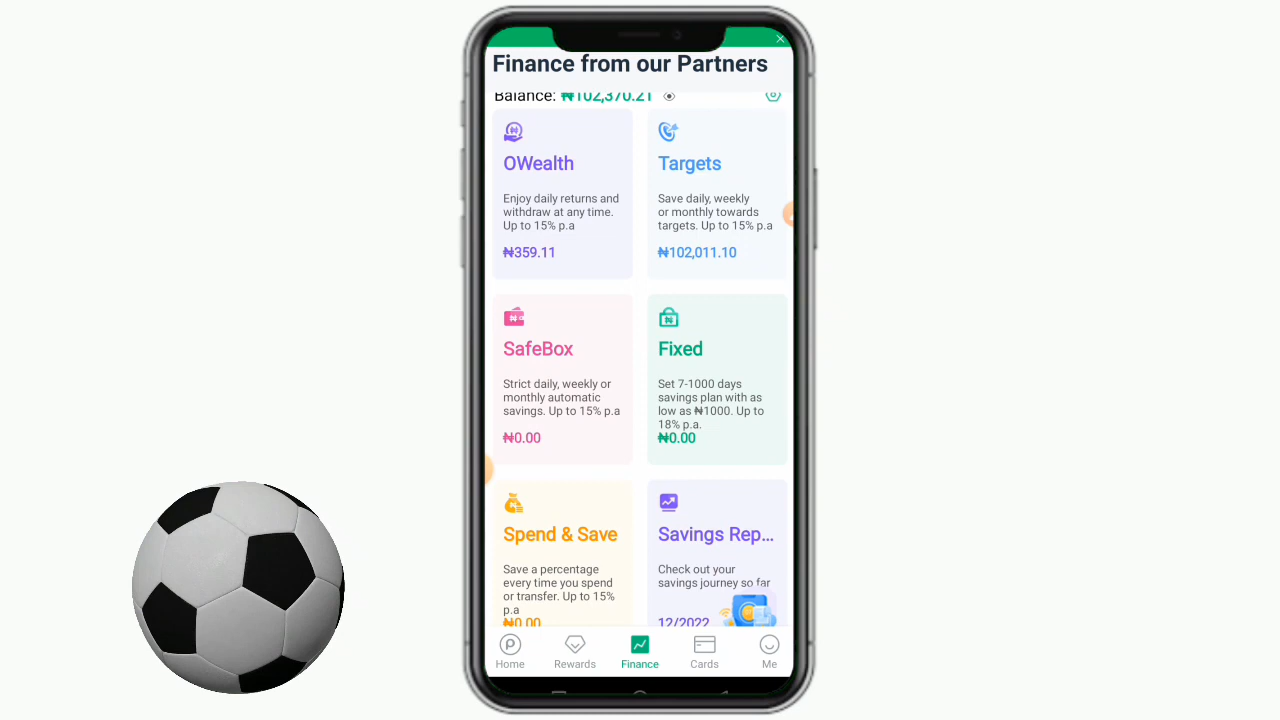 Finance from our Partners
Balance: ₦102,370.21
OWealth
Enjoy daily returns and
withdraw at any time.
Up to 15% p.a
₦359.11
Targets
Save daily, weekly
or monthly towards
targets. Up to 15% p.a
₦102,011.10
SafeBox
Strict daily, weekly or
monthly automatic
savings. Up to 15% p.a
₦0.00
Fixed
Set 7-1000 days
savings plan with as
low as ₦1000. Up to
18% p.a.
₦0.00
Spend & Save
Save a percentage
every time you spend
or transfer. Up to 15%
p.a
₦0.00
Savings Rep...
Check out your
savings journey so far
12/2022
Home
Rewards
Finance
Cards
Me